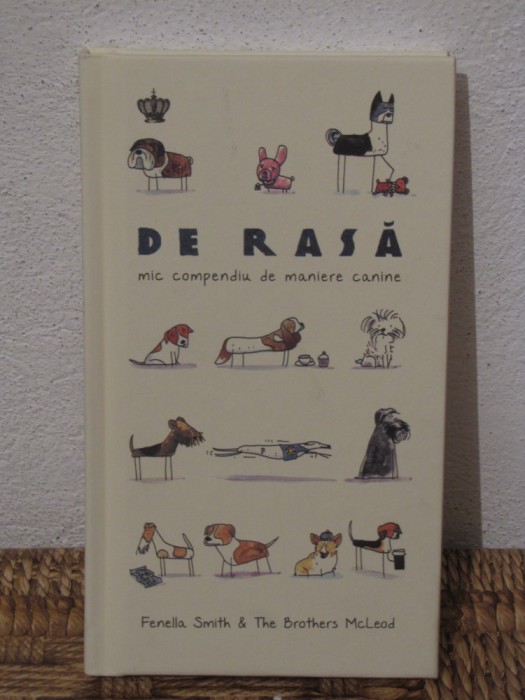 DE RASĂ
mic compendiu de maniere canine
Fenella Smith & The Brothers McLeod